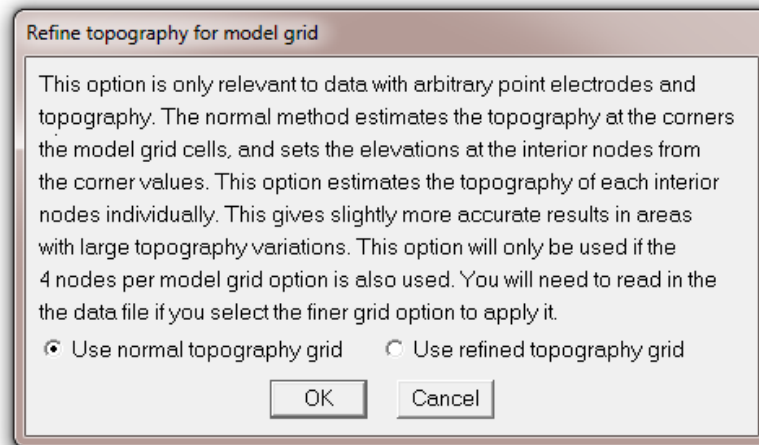 Refine topography for model grid
This option is only relevant to data with arbitrary point electrodes and
topography. The normal method estimates the topography at the corners
the model grid cells, and sets the elevations at the interior nodes from
the corner values. This option estimates the topography of each interior
nodes individually. This gives slightly more accurate results in areas
with large topography variations. This option will only be used if the
4 nodes per model grid option is also used. You will need to read in the
the data file if you select the finer grid option to apply it.
Use normal topography grid Use refined topography grid
OK Cancel